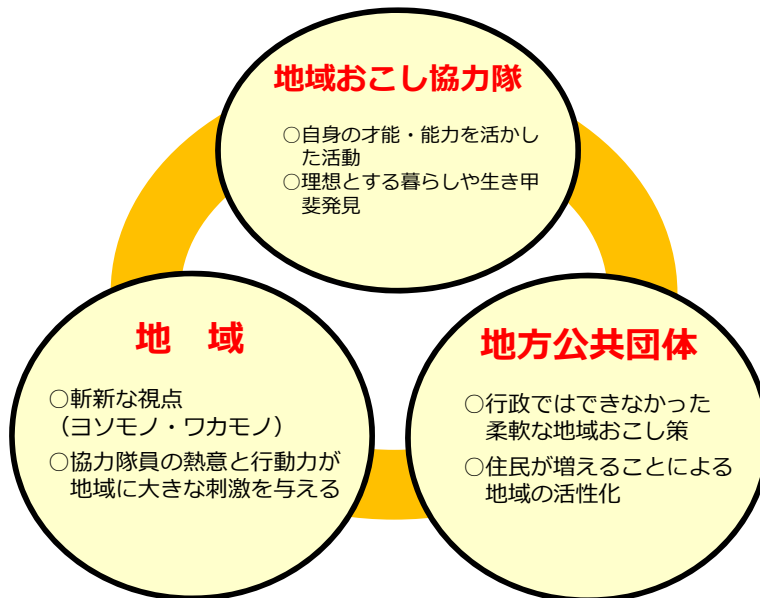 地域おこし協力隊
○自身の才能・能力を活かし
た活動
○理想とする暮らしや生き甲
斐発見
地　域
○斬新な視点
（ヨソモノ・ワカモノ）
○協力隊員の熱意と行動力が
地域に大きな刺激を与える
地方公共団体
○行政ではできなかった
柔軟な地域おこし策
○住民が増えることによる
地域の活性化